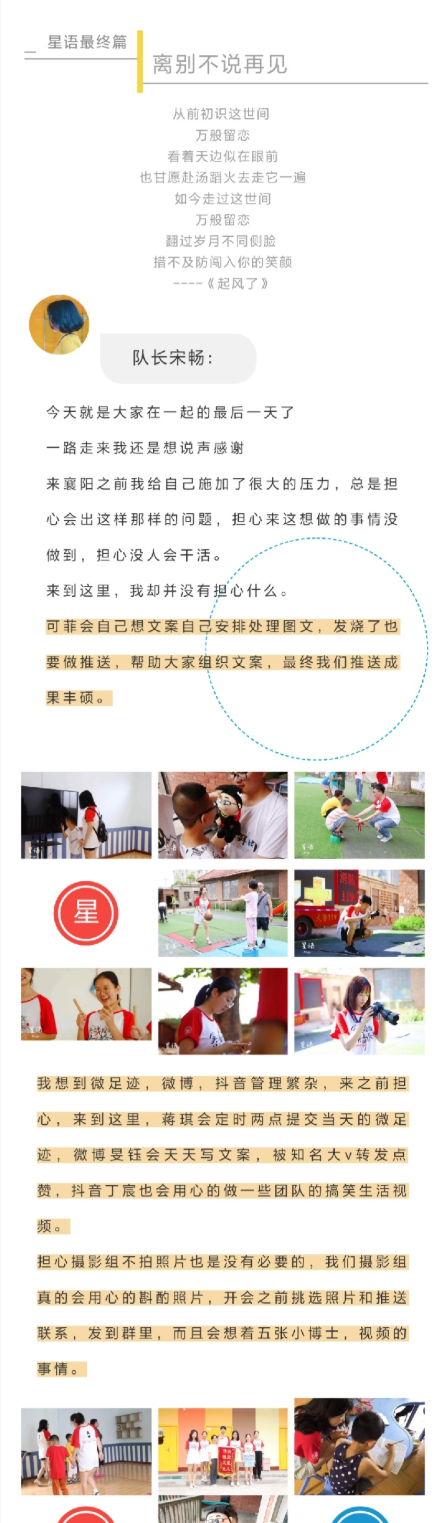 星语最终篇
离别不说再见
从前初识这世间
万般留恋
看着天边似在眼前
也甘愿赴汤蹈火去走它一遍
如今走过这世间
万般留恋
翻过岁月不同侧脸
措不及防闯入你的笑颜
----《起风了》
队长宋畅：
今天就是大家在一起的最后一天了
一路走来我还是想说声感谢
来襄阳之前我给自己施加了很大的压力，总是担
心会出这样那样的问题，担心来这想做的事情没
做到，担心没人会干活。
来到这里，我却并没有担心什么。
可菲会自己想文案自己安排处理图文，发烧了也
要做推送，帮助大家组织文案，最终我们推送成
果丰硕。
星语
星语
星
星语
星语
星语
星语
星语
我想到微足迹，微博，抖音管理繁杂，来之前担
心，来到这里，蒋琪会定时两点提交当天的微足
迹，微博旻钰会天天写文案，被知名大v转发点
赞，抖音丁宸也会用心的做一些团队的搞笑生活视
频。
担心摄影组不拍照片也是没有必要的，我们摄影组
真的会用心的斟酌照片，开会之前挑选照片和推送
联系，发到群里，而且会想着五张小博士，视频的
事情。